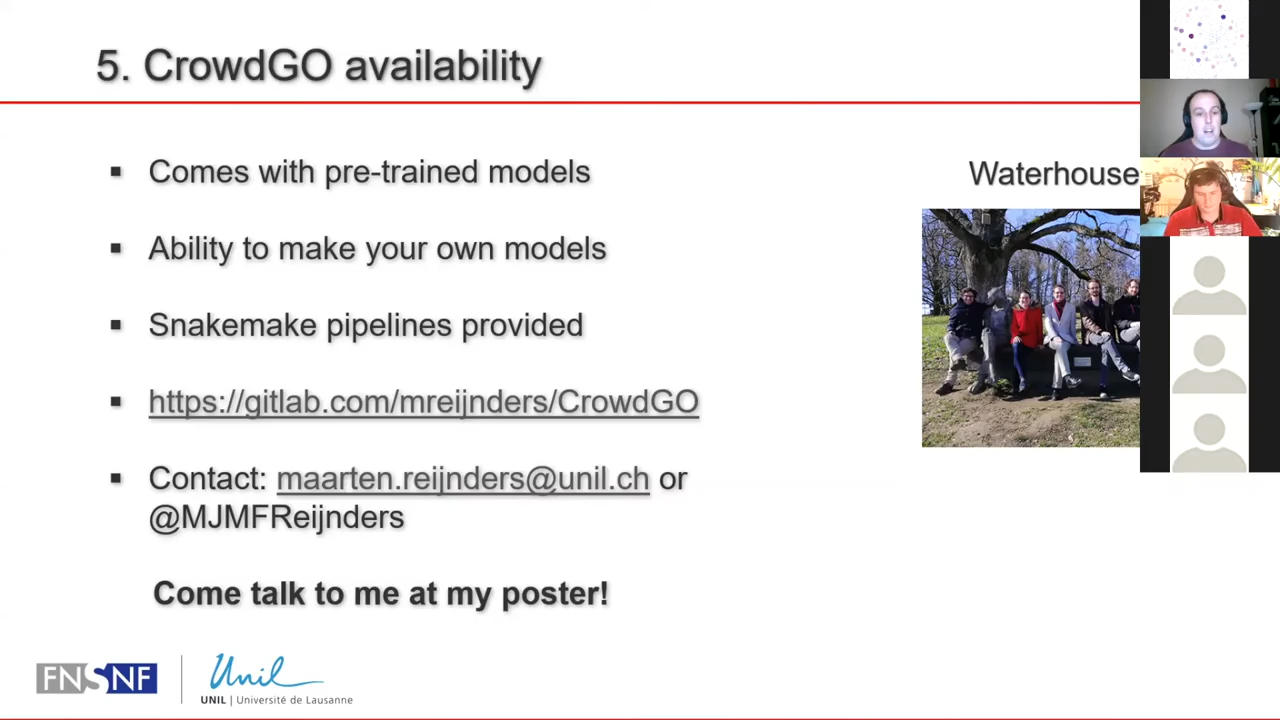 5. CrowdGO availability
Comes with pre-trained models
Ability to make your own models
Snakemake pipelines provided
https://gitlab.com/mreijnders/CrowdGO
Contact: maarten.reijnders@unil.ch or
@MJMFReijnders
Come talk to me at my poster!
Waterhouse
FNSNF
Unil
UNIL | Université de Lausanne